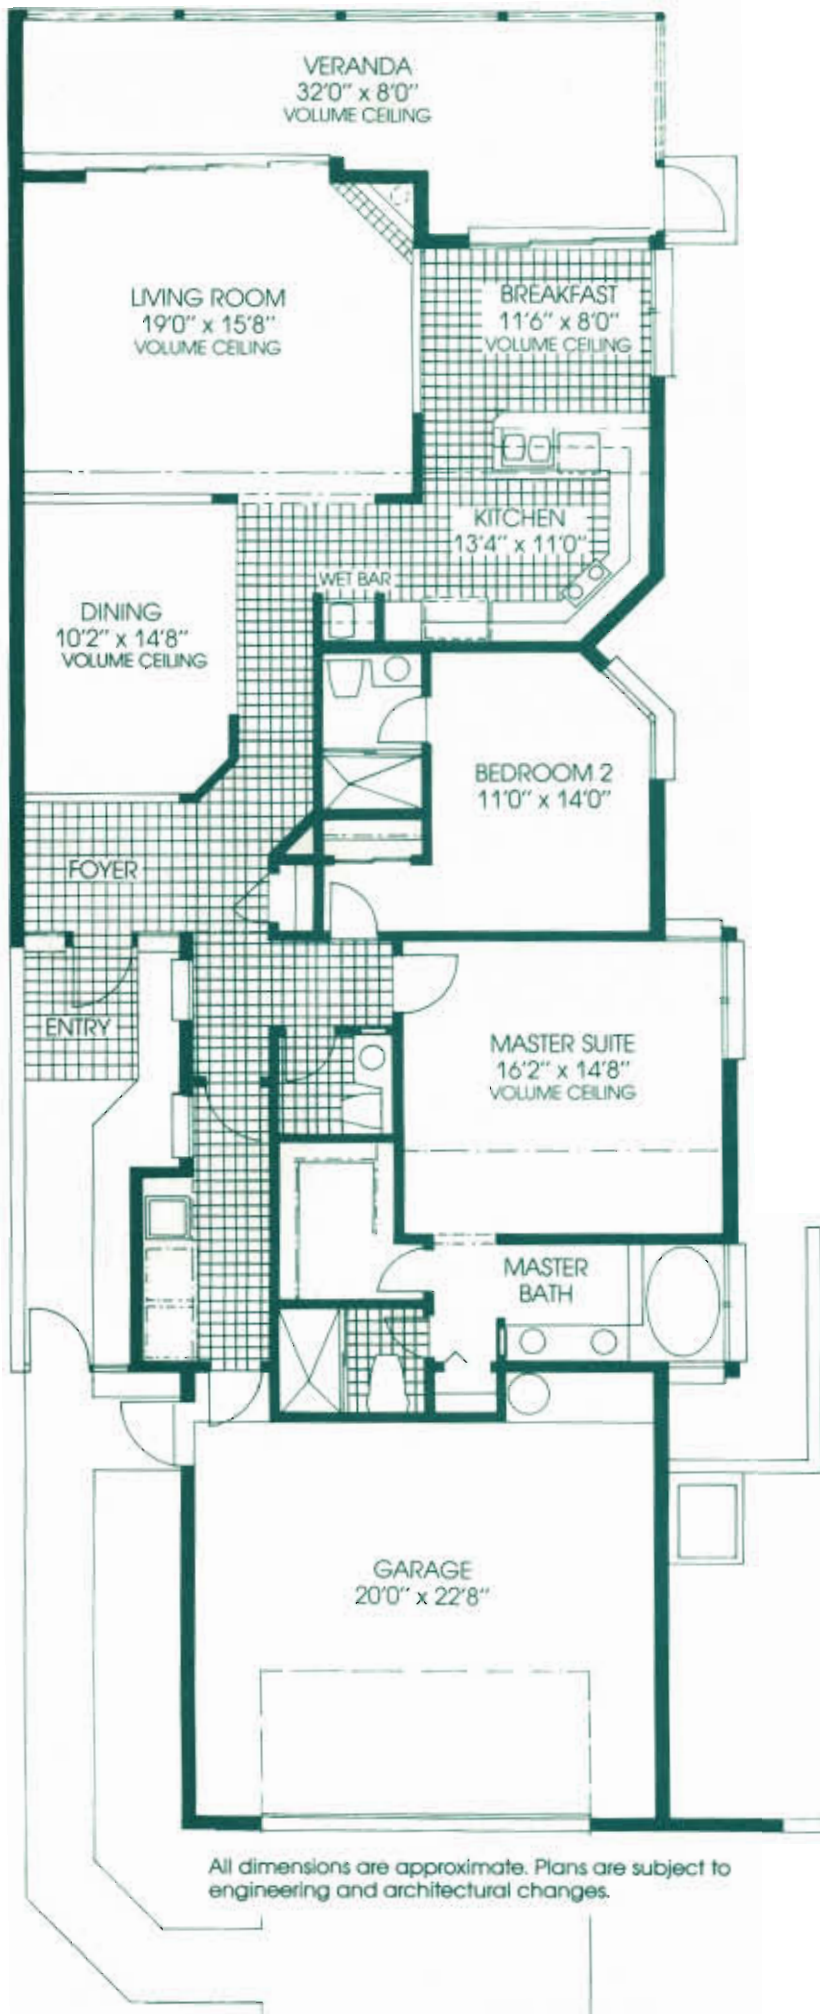 VERANDA
32'0" x 8'0"
VOLUME CEILING
LIVING ROOM
19'0" x 15'8"
VOLUME CEILING
BREAKFAST
11'6" x 8'0"
VOLUME CEILING
KITCHEN
13'4" x 11'0"
WET BAR
DINING
10'2" x 14'8"
VOLUME CEILING
BEDROOM 2
11'0" x 14'0"
FOYER
ENTRY
MASTER SUITE
16'2" x 14'8"
VOLUME CEILING
MASTER
BATH
GARAGE
20'0" x 22'8"
All dimensions are approximate. Plans are subject to
engineering and architectural changes.